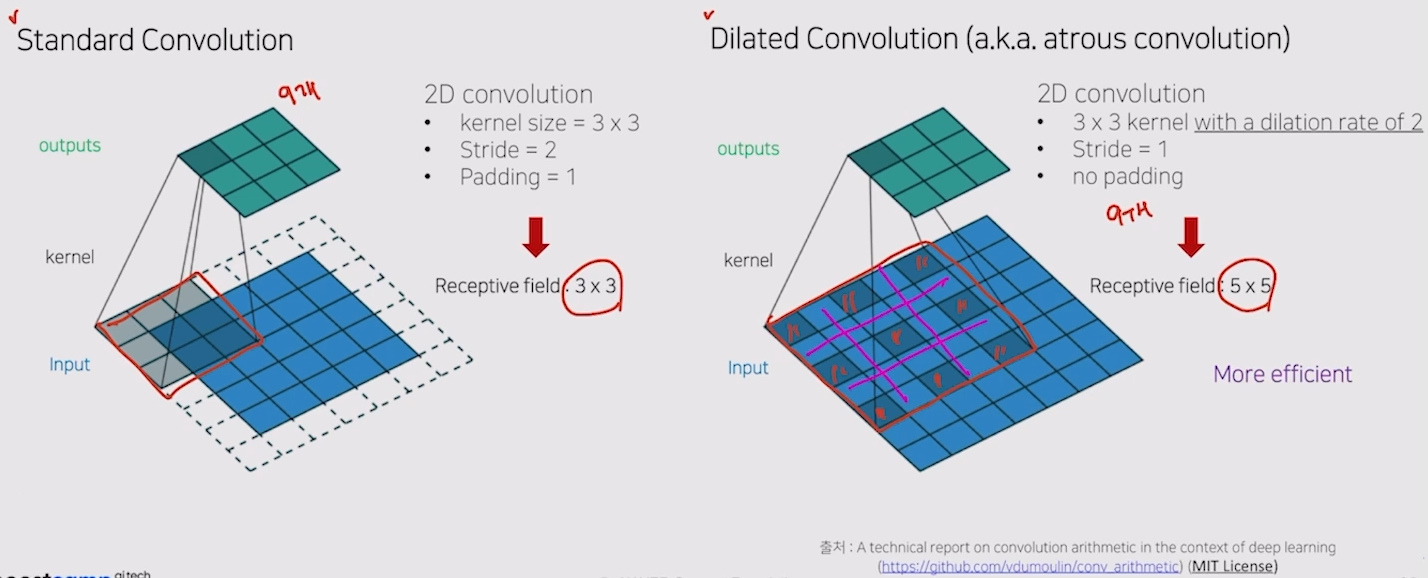 Standard Convolution
9개
outputs
kernel
Input
2D convolution
• kernel size = 3 x 3
• Stride = 2
• Padding = 1
Receptive field : 3 x 3
Dilated Convolution (a.k.a. atrous convolution)
outputs
kernel
Input
2D convolution
• 3 x 3 kernel with a dilation rate of 2
• Stride = 1
• no padding
9개
Receptive field : 5 x 5
More efficient
출처 : A technical report on convolution arithmetic in the context of deep learning
(https://github.com/vdumoulin/conv_arithmetic) (MIT License)